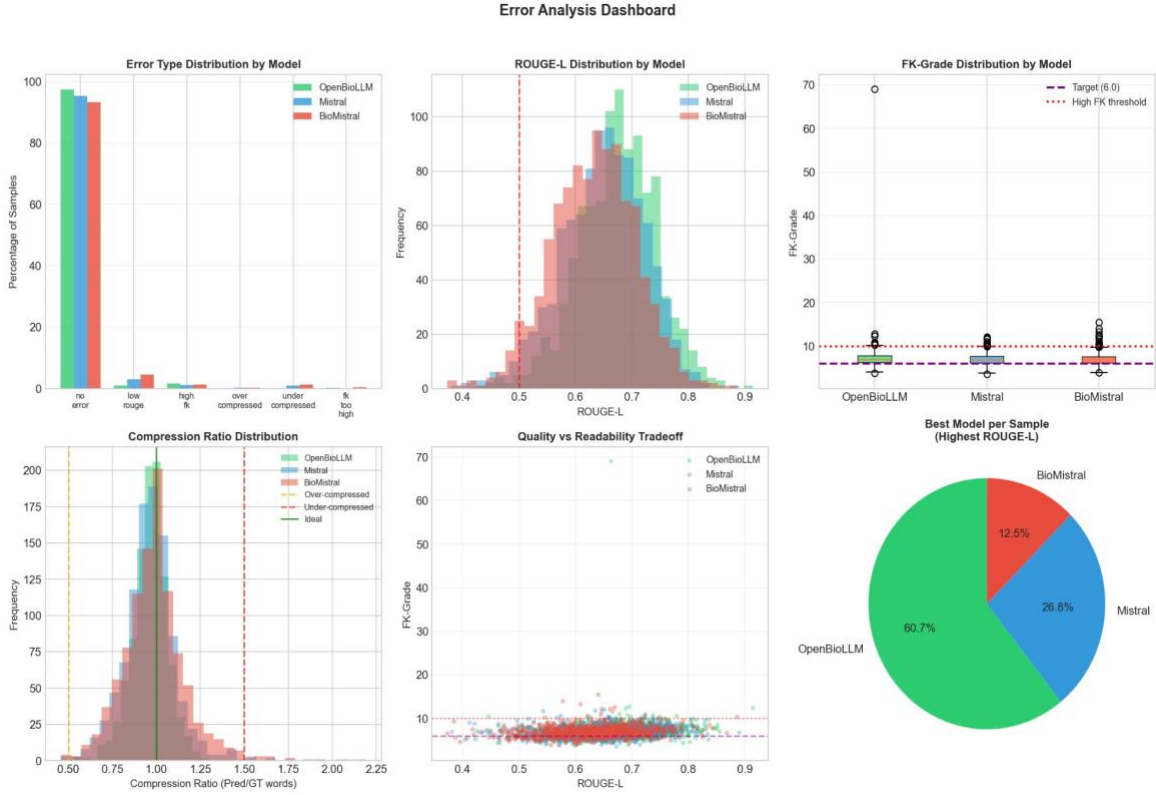 Error Analysis Dashboard
Error Type Distribution by Model
100
80
60
40
20
0
Percentage of Samples
OpenBioLLM
Mistral
BioMistral
no
error
low
rouge
high
fk
over
compressed
under
compressed
fk
too
high
ROUGE-L Distribution by Model
100
80
60
40
20
0
Frequency
OpenBioLLM
Mistral
BioMistral
0.4
0.5
0.6
0.7
0.8
0.9
ROUGE-L
FK-Grade Distribution by Model
70
60
50
40
30
20
10
0
FK-Grade
Target (6.0)
High FK threshold
OpenBioLLM
Mistral
BioMistral
Compression Ratio Distribution
200
175
150
125
100
75
50
25
0
Frequency
OpenBioLLM
Mistral
BioMistral
Over-compressed
Under-compressed
Ideal
0.50
0.75
1.00
1.25
1.50
1.75
2.00
2.25
Compression Ratio (Pred/GT words)
Quality vs Readability Tradeoff
70
60
50
40
30
20
10
0
FK-Grade
OpenBioLLM
Mistral
BioMistral
0.4
0.5
0.6
0.7
0.8
0.9
ROUGE-L
Best Model per Sample
(Highest ROUGE-L)
BioMistral
12.5%
26.8%
Mistral
60.7%
OpenBioLLM